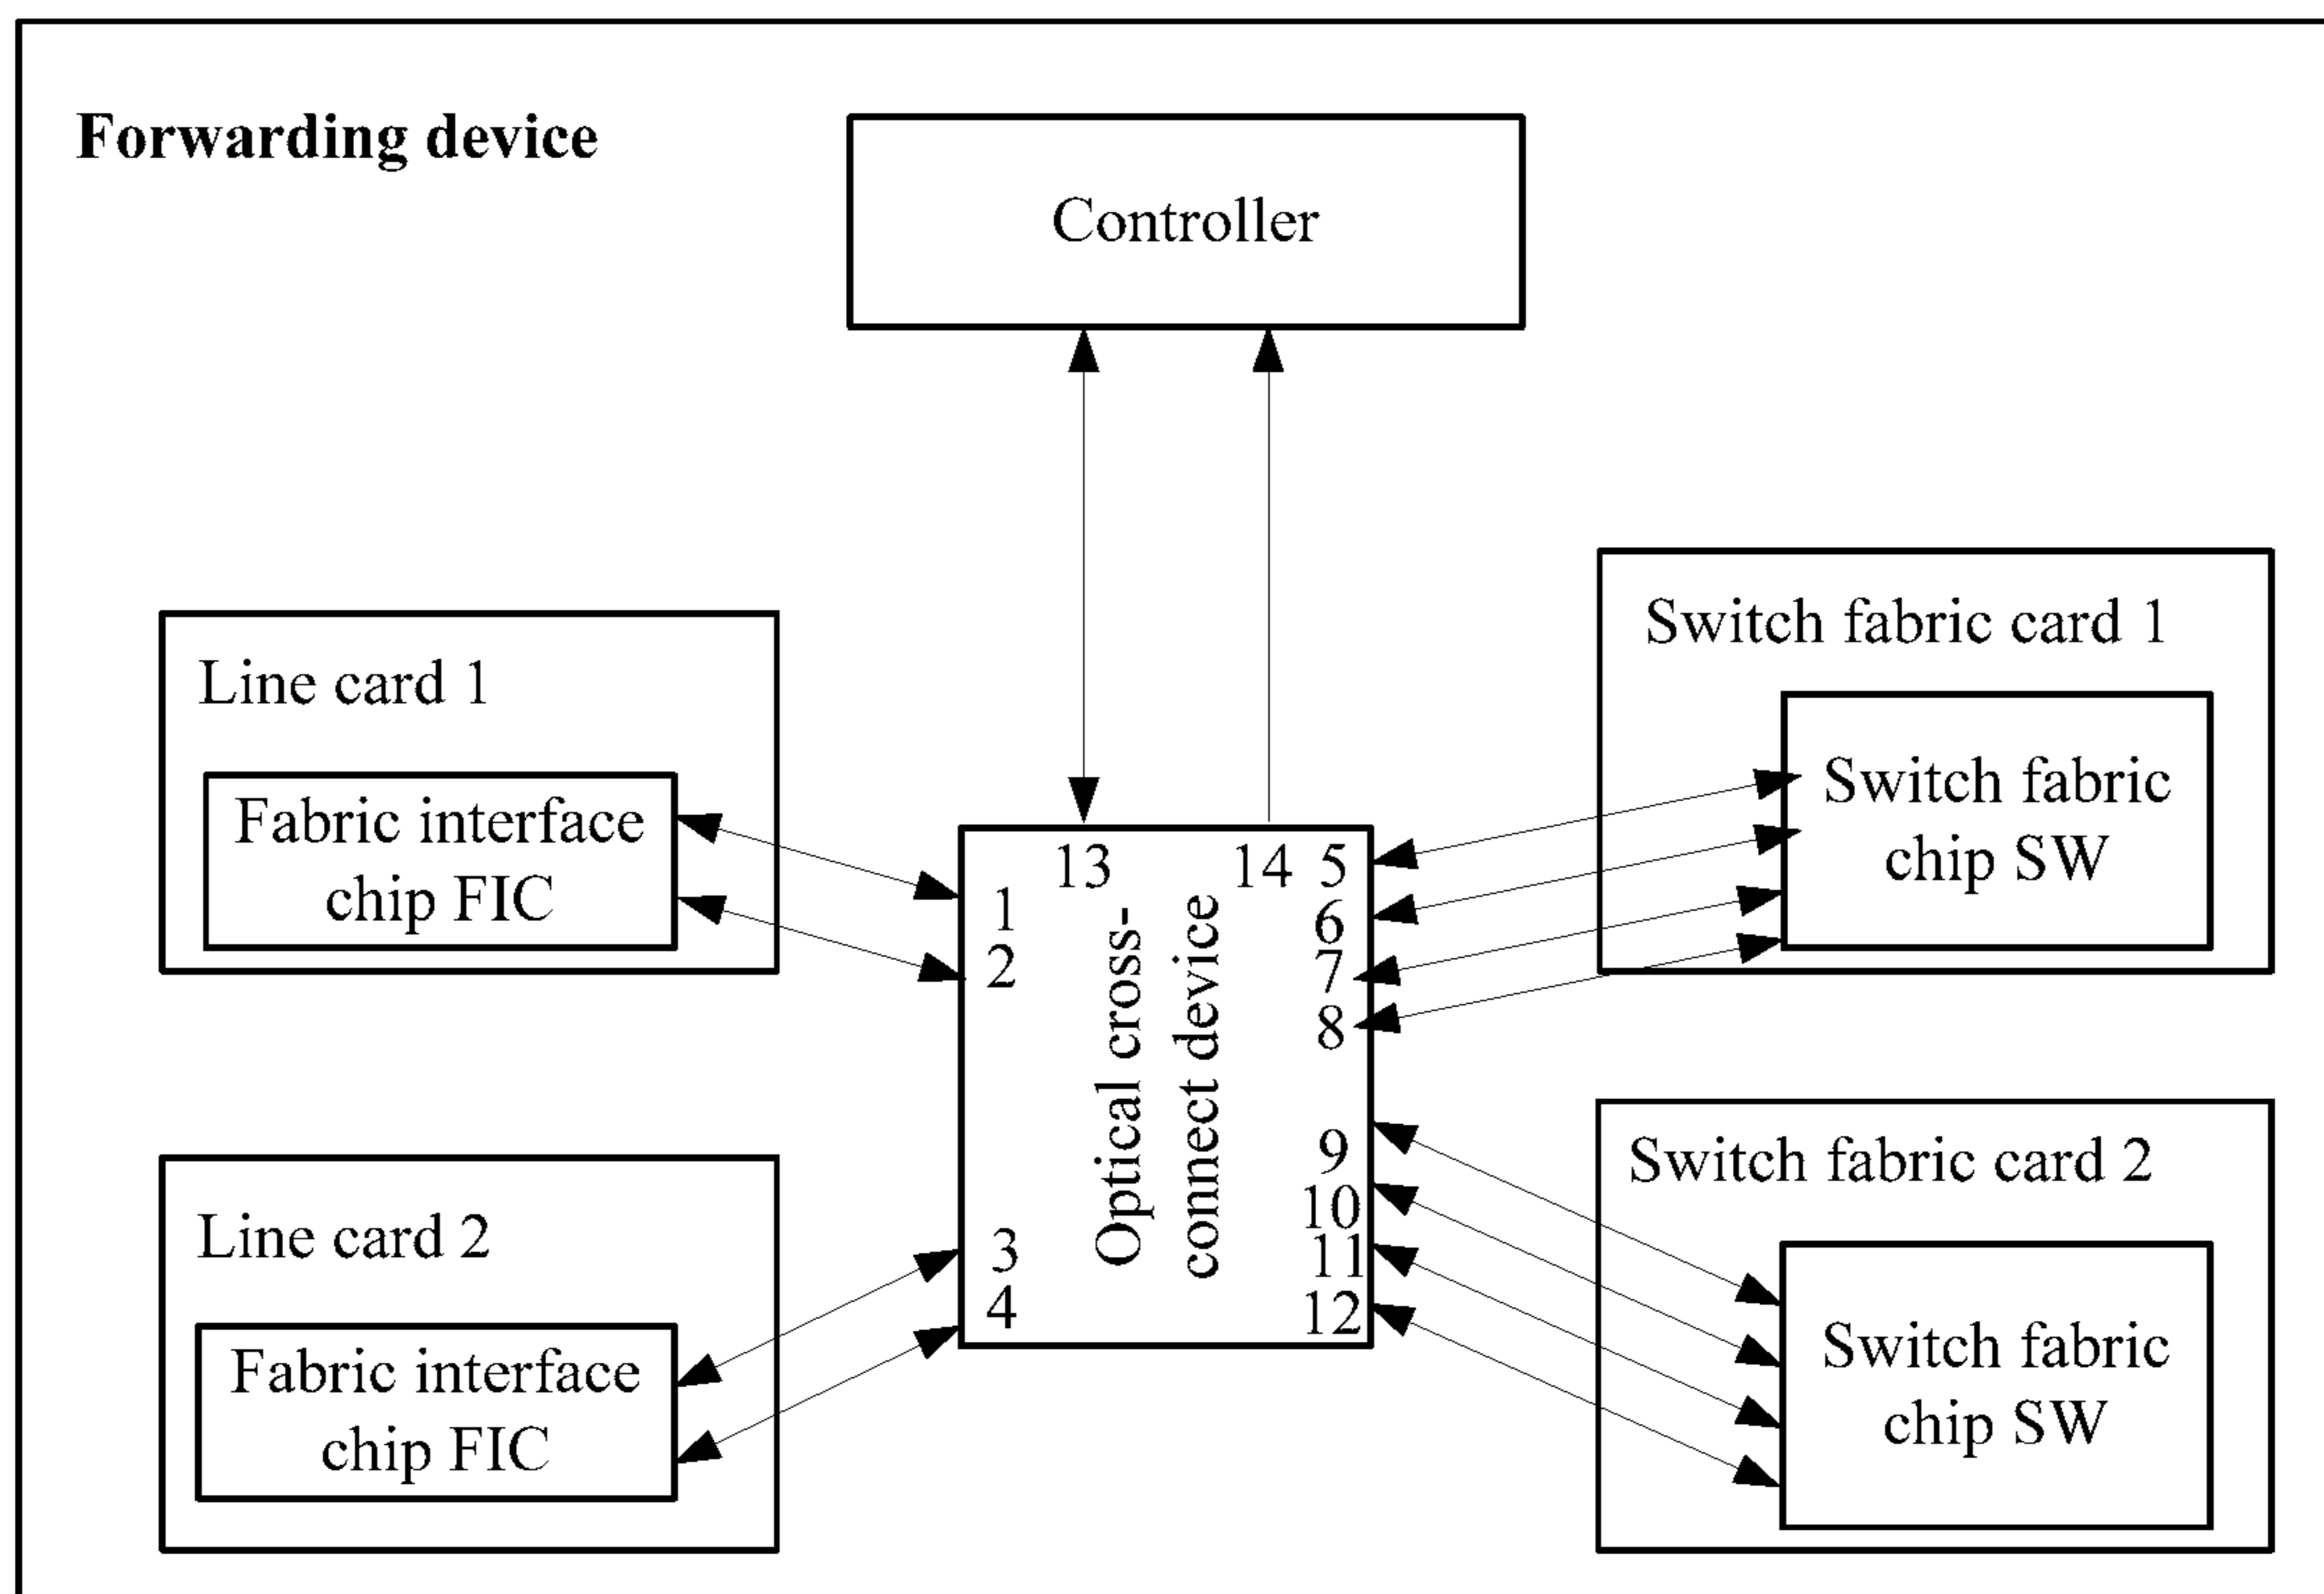 Forwarding device
Controller
Line card 1
Fabric interface
chip FIC
Line card 2
Fabric interface
chip FIC
13
14
1
2
3
4
Optical cross-
connect device
5
6
7
8
9
10
11
12
Switch fabric card 1
Switch fabric
chip SW
Switch fabric card 2
Switch fabric
chip SW